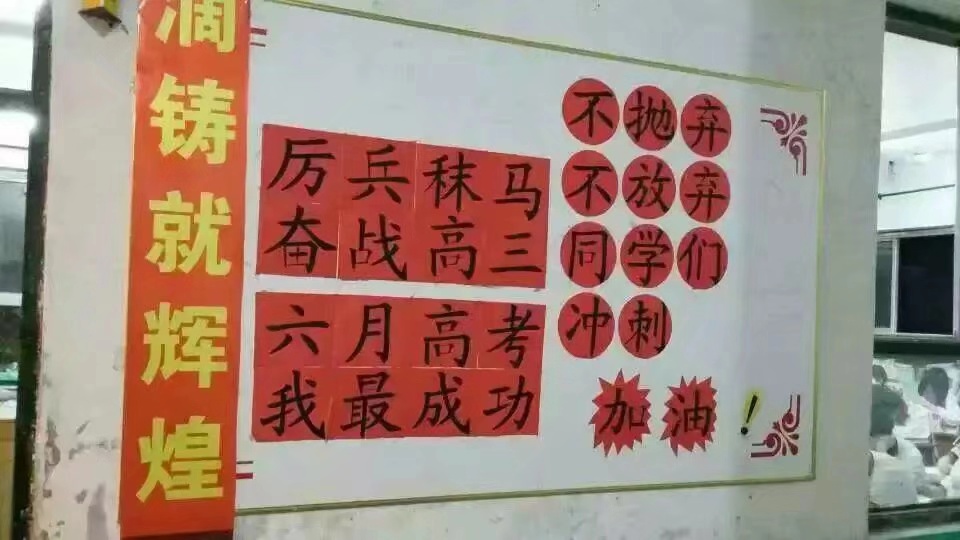 滴铸就辉煌
厉兵秣马
奋战高三
六月高考
我最成功
不抛弃
不放弃
同学们
冲刺
加油!